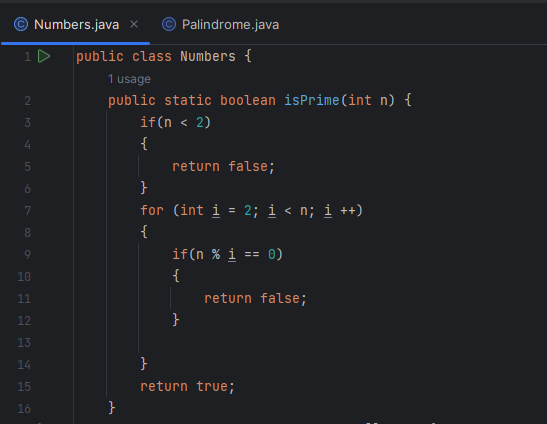 Numbers.java × Palindrome.java
1 public class Numbers {
1 usage
2 public static boolean isPrime(int n) {
3 if(n < 2)
4 {
5 return false;
6 }
7 for (int i = 2; i < n; i ++)
8 {
9 if(n % i == 0)
10 {
11 return false;
12 }
13
14 }
15 return true;
16 }